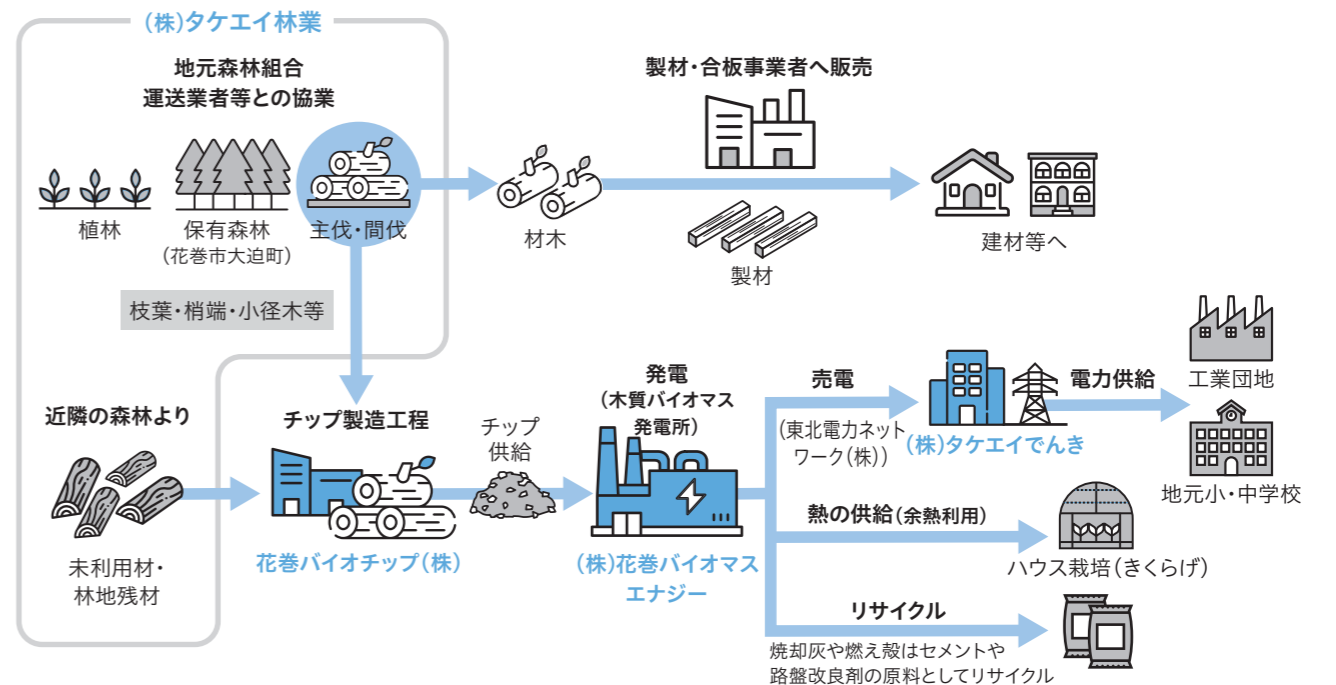 (株)タケエイ林業
地元森林組合
運送業者等との協業
植林
保有森林
(花巻市大迫町)
主伐・間伐
枝葉・梢端・小径木等
材木
製材・合板事業者へ販売
製材
建材等へ
近隣の森林より
未利用材・
林地残材
チップ製造工程
花巻バイオチップ(株)
チップ
供給
発電
(木質バイオマス
発電所)
(株)花巻バイオマス
エナジー
売電
(東北電力ネット
ワーク(株))
(株)タケエイでんき
電力供給
工業団地
地元小・中学校
熱の供給(余熱利用)
ハウス栽培(きくらげ)
リサイクル
焼却灰や燃え殻はセメントや
路盤改良剤の原料としてリサイクル